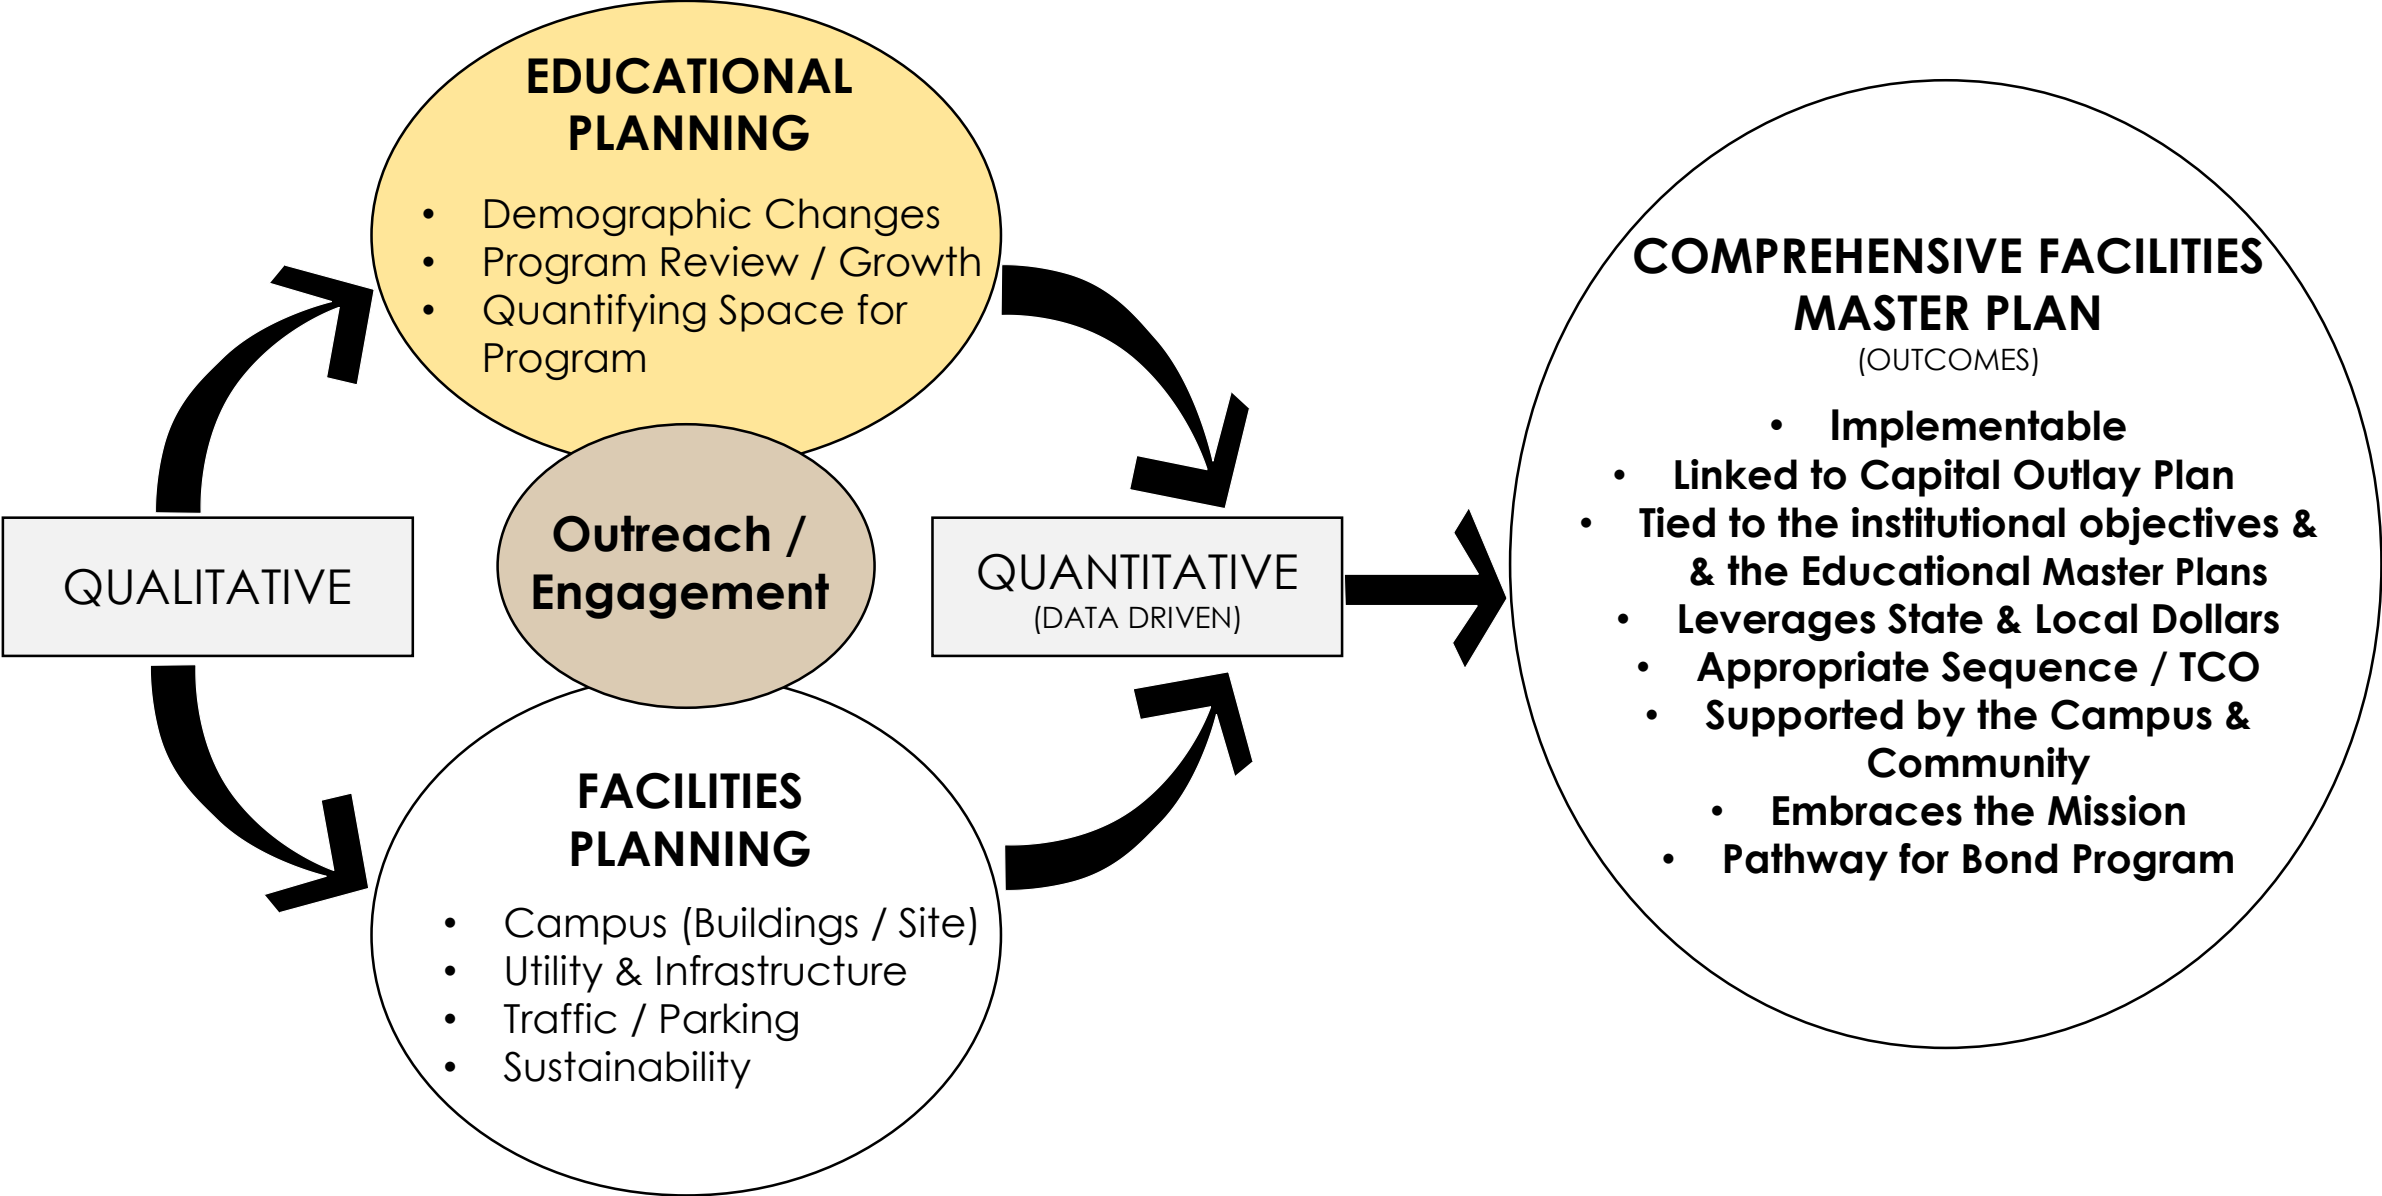 EDUCATIONAL
PLANNING
• Demographic Changes
• Program Review / Growth
• Quantifying Space for
Program
QUALITATIVE
Outreach /
Engagement
QUANTITATIVE
(DATA DRIVEN)
FACILITIES
PLANNING
• Campus (Buildings / Site)
• Utility & Infrastructure
• Traffic / Parking
• Sustainability
COMPREHENSIVE FACILITIES
MASTER PLAN
(OUTCOMES)
• Implementable
• Linked to Capital Outlay Plan
• Tied to the institutional objectives &
& the Educational Master Plans
• Leverages State & Local Dollars
• Appropriate Sequence / TCO
• Supported by the Campus &
Community
• Embraces the Mission
• Pathway for Bond Program